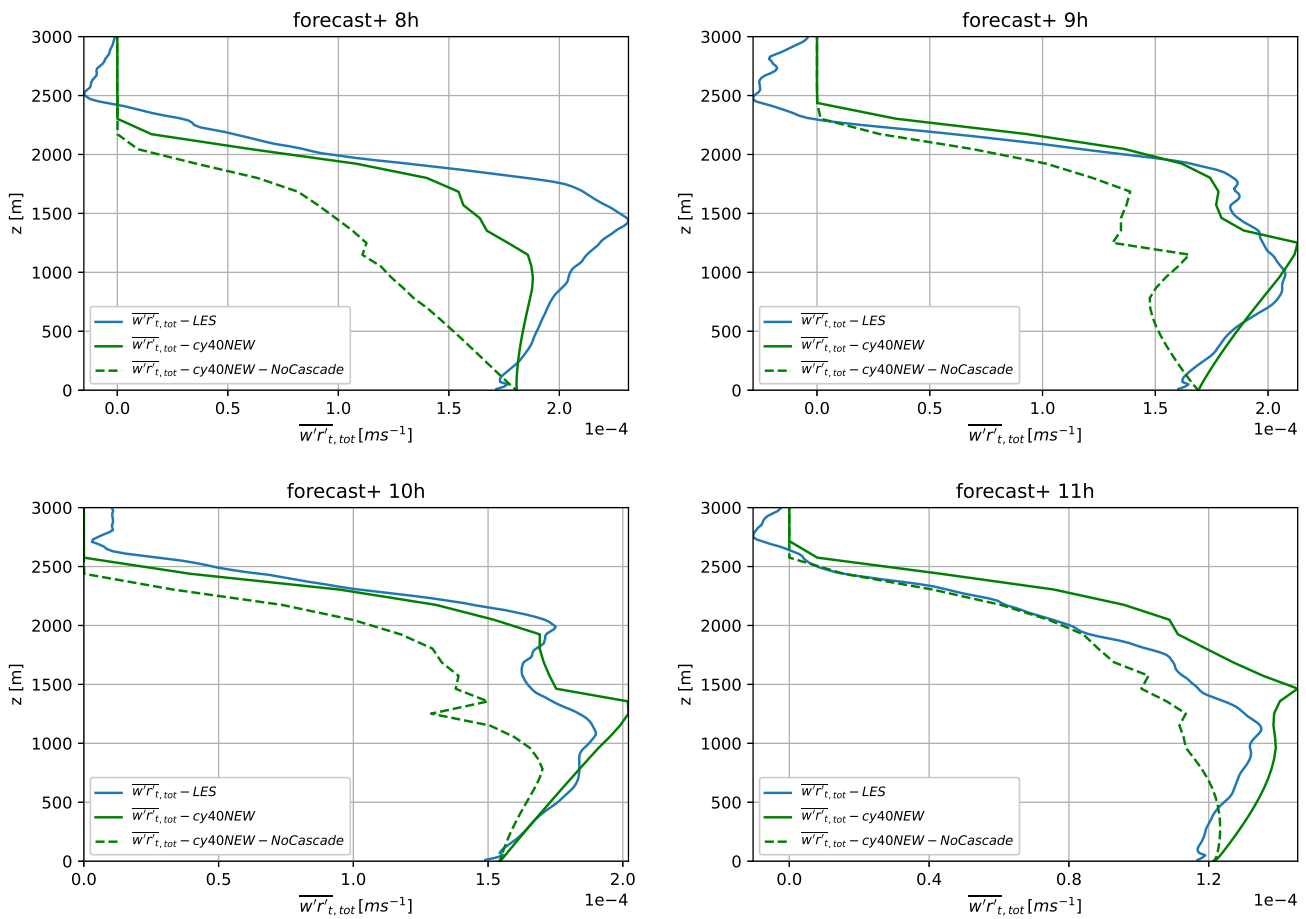 forecast+ 8h
3000
2500
2000
1500
1000
500
0
z [m]
w'r't,tot − LES
w'r't,tot − cy40NEW
w'r't,tot − cy40NEW − NoCascade
0.0 0.5 1.0 1.5 2.0
1e−4
w'r't,tot [ms−1]
forecast+ 9h
3000
2500
2000
1500
1000
500
0
z [m]
w'r't,tot − LES
w'r't,tot − cy40NEW
w'r't,tot − cy40NEW − NoCascade
0.0 0.5 1.0 1.5 2.0
1e−4
w'r't,tot [ms−1]
forecast+ 10h
3000
2500
2000
1500
1000
500
0
z [m]
w'r't,tot − LES
w'r't,tot − cy40NEW
w'r't,tot − cy40NEW − NoCascade
0.0 0.5 1.0 1.5 2.0
1e−4
w'r't,tot [ms−1]
forecast+ 11h
3000
2500
2000
1500
1000
500
0
z [m]
w'r't,tot − LES
w'r't,tot − cy40NEW
w'r't,tot − cy40NEW − NoCascade
0.0 0.4 0.8 1.2
1e−4
w'r't,tot [ms−1]